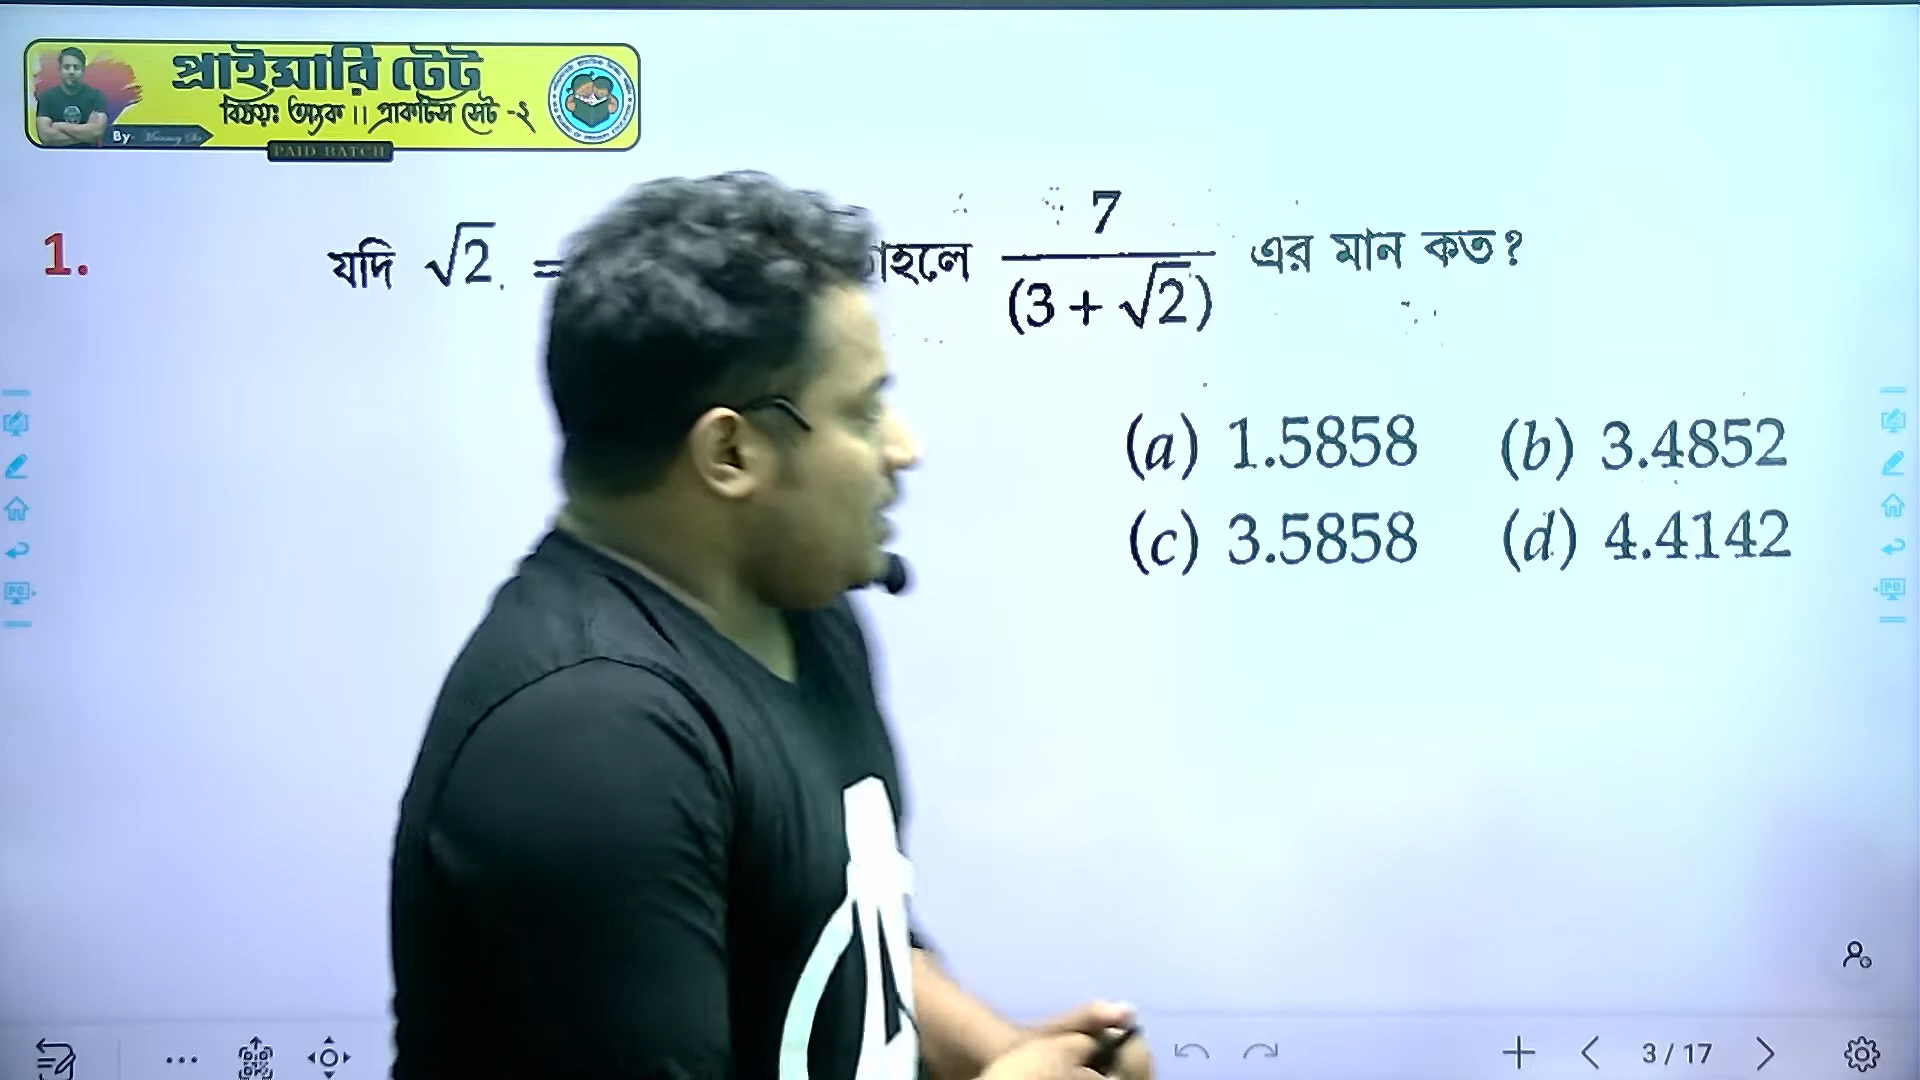 প্রাইমারি টেট
বিষয়ঃ অংক ।। প্রাকটিস সেট -২
By-
PAID BATCH
1. যদি √2 = হলে 7/(3 + √2) এর মান কত?
(a) 1.5858 (b) 3.4852
(c) 3.5858 (d) 4.4142
3 / 17